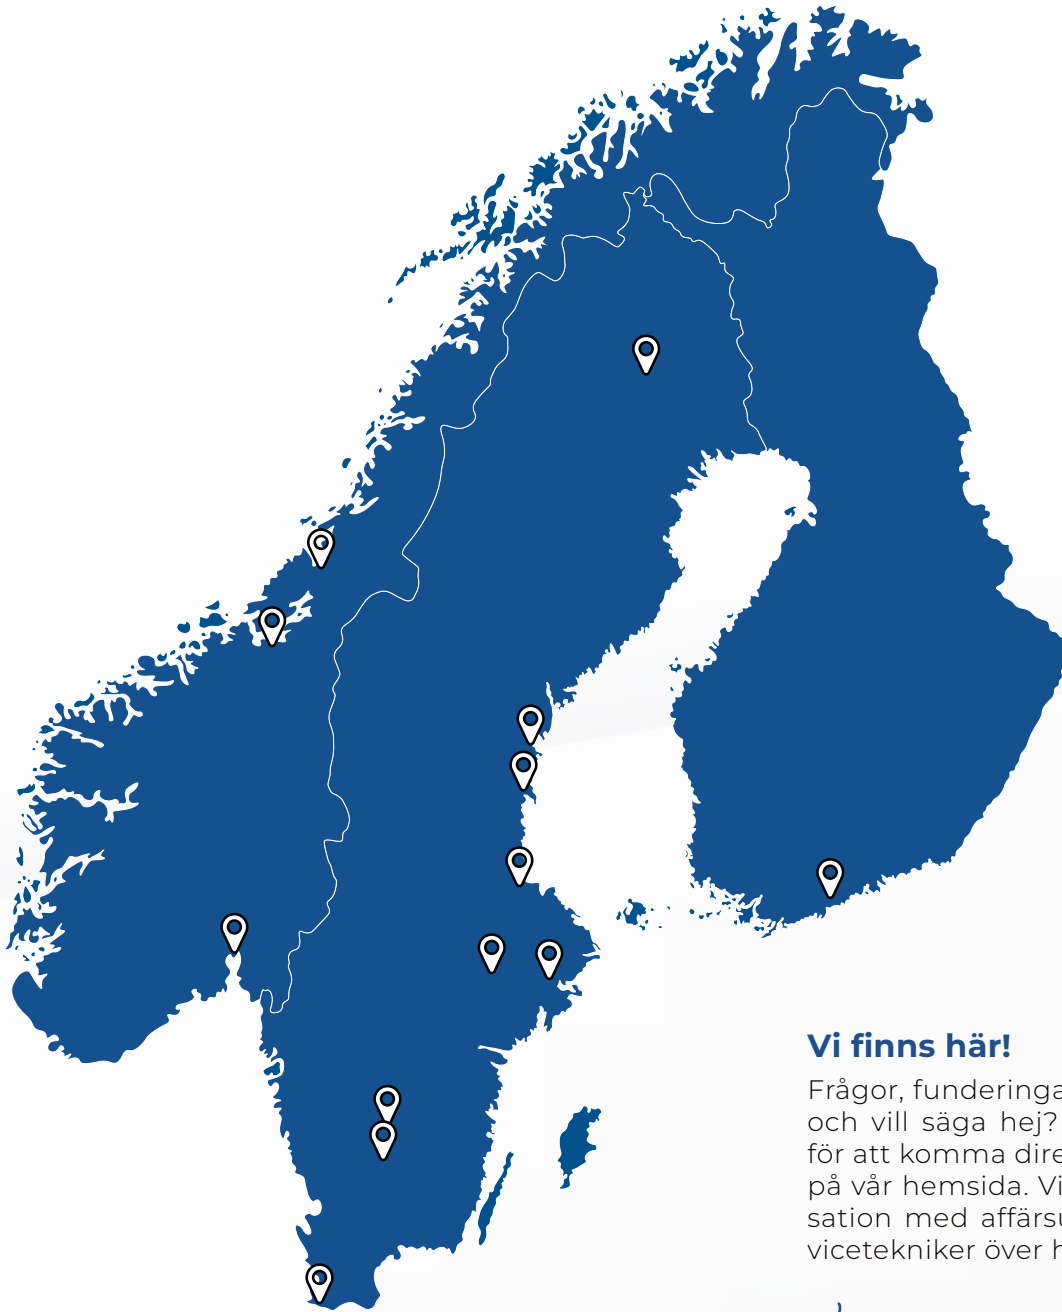 Vi finns här!
Frågor, funderinga
och vill säga hej?
för att komma dire
på vår hemsida. Vi
sation med affärsu
vicetekniker över h